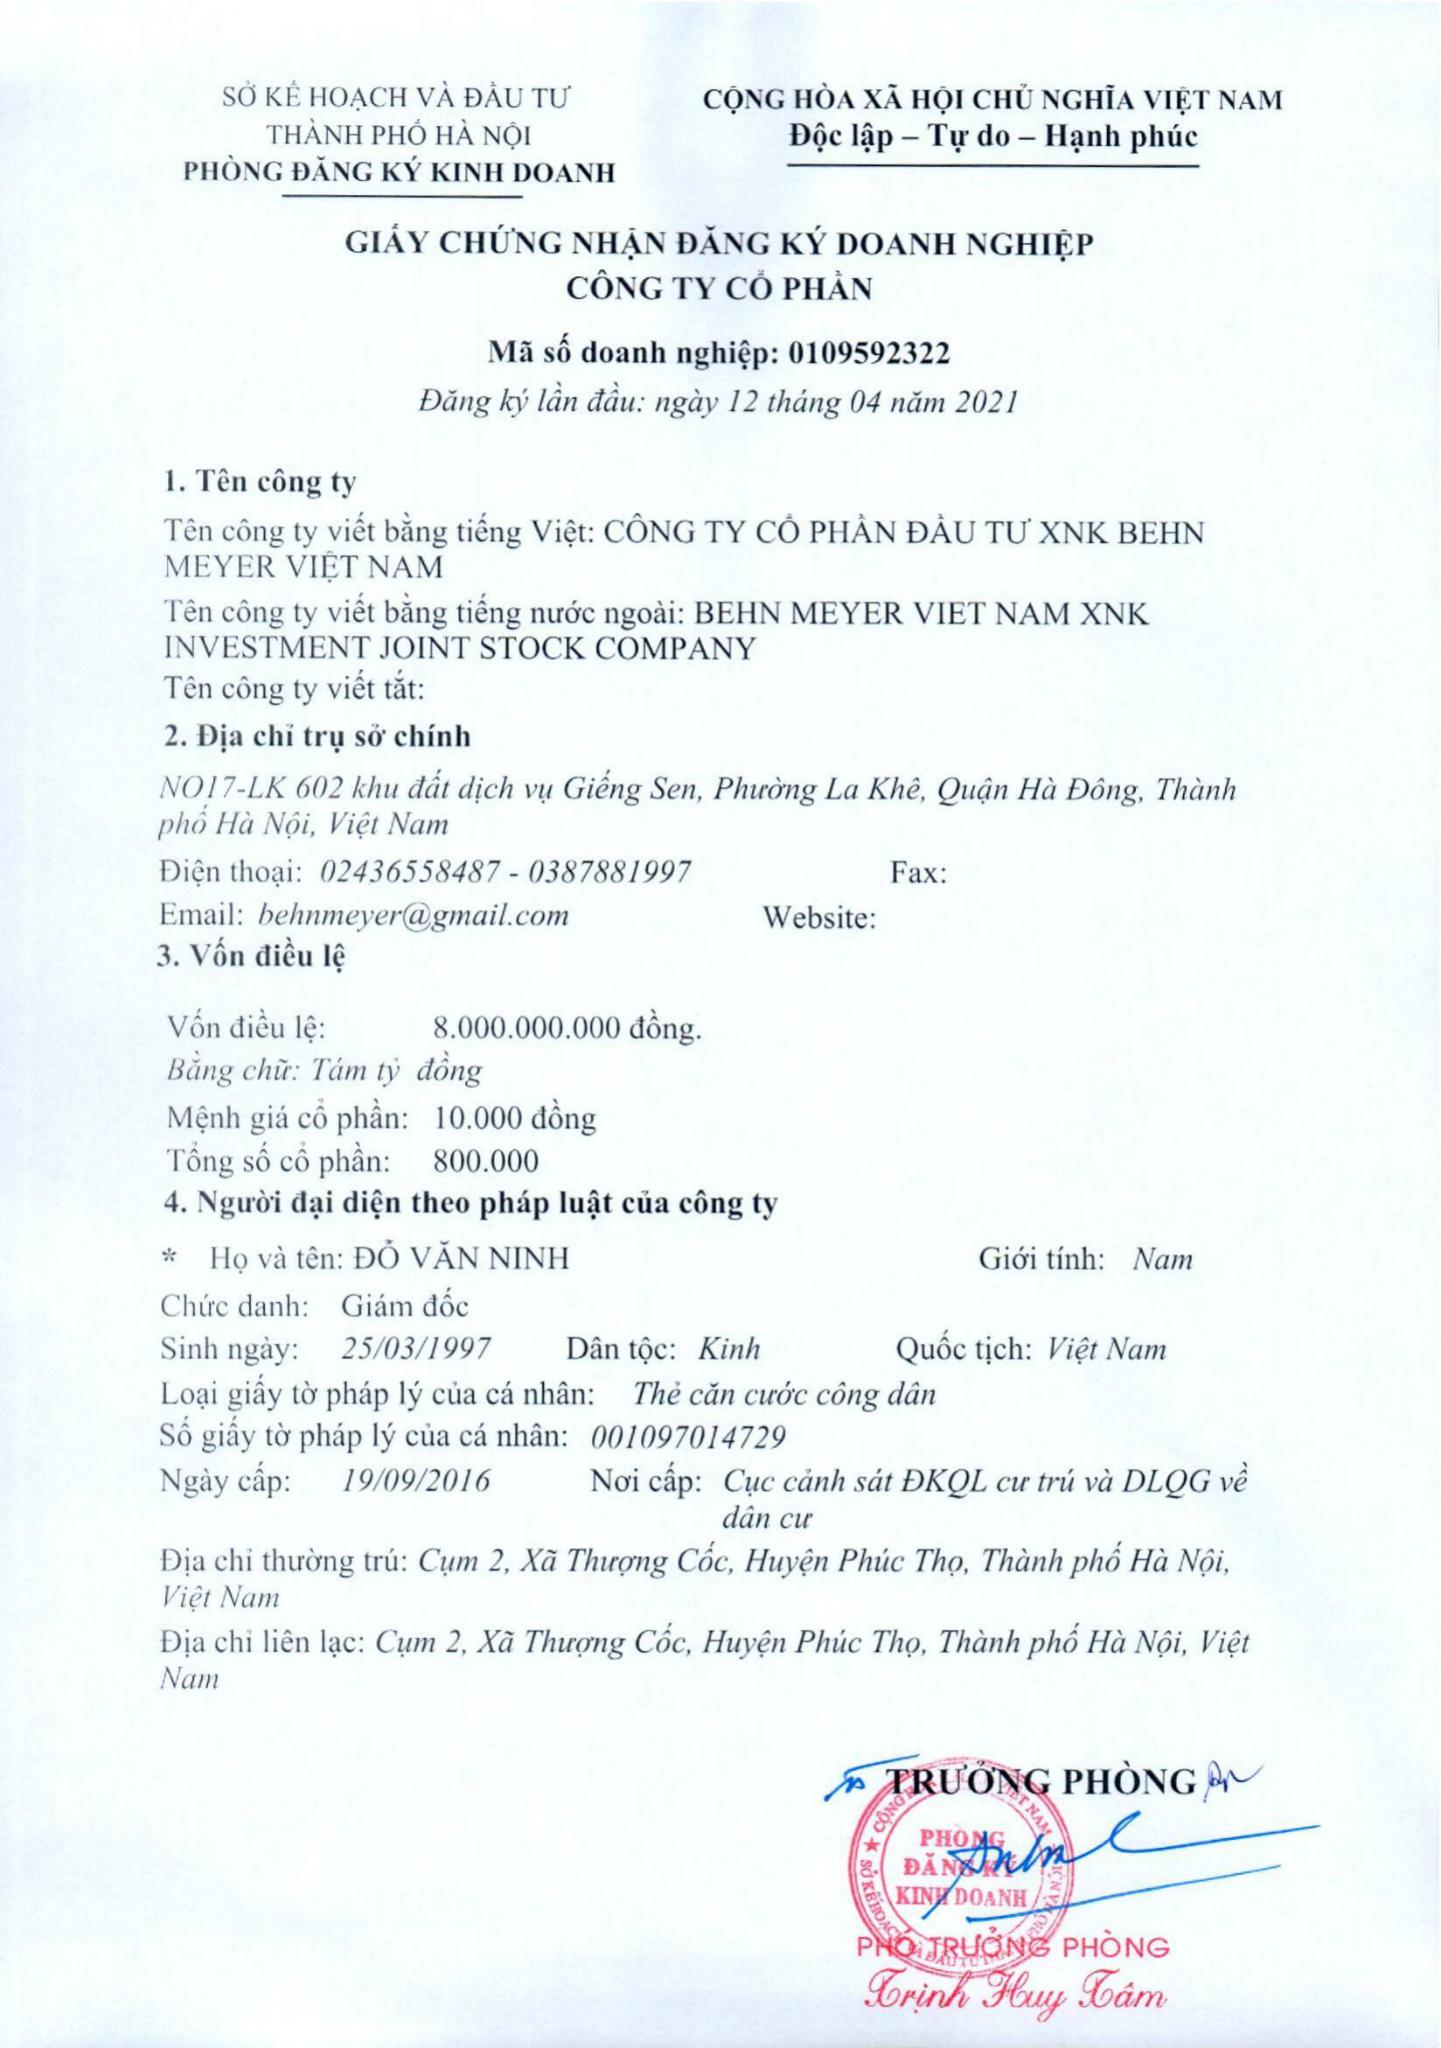 SỞ KẾ HOẠCH VÀ ĐẦU TƯ
THÀNH PHỐ HÀ NỘI
PHÒNG ĐĂNG KÝ KINH DOANH
CỘNG HÒA XÃ HỘI CHỦ NGHĨA VIỆT NAM
Độc lập – Tự do – Hạnh phúc
GIẤY CHỨNG NHẬN ĐĂNG KÝ DOANH NGHIỆP
CÔNG TY CỔ PHẦN
Mã số doanh nghiệp: 0109592322
Đăng ký lần đầu: ngày 12 tháng 04 năm 2021
1. Tên công ty
Tên công ty viết bằng tiếng Việt: CÔNG TY CỔ PHẦN ĐẦU TƯ XNK BEHN
MEYER VIỆT NAM
Tên công ty viết bằng tiếng nước ngoài: BEHN MEYER VIET NAM XNK
INVESTMENT JOINT STOCK COMPANY
Tên công ty viết tắt:
2. Địa chỉ trụ sở chính
NO17-LK 602 khu đất dịch vụ Giếng Sen, Phường La Khê, Quận Hà Đông, Thành
phố Hà Nội, Việt Nam
Điện thoại: 02436558487 - 0387881997 Fax:
Email: behnmeyer@gmail.com Website:
3. Vốn điều lệ
Vốn điều lệ: 8.000.000.000 đồng.
Bằng chữ: Tám tỷ đồng
Mệnh giá cổ phần: 10.000 đồng
Tổng số cổ phần: 800.000
4. Người đại diện theo pháp luật của công ty
* Họ và tên: ĐỖ VĂN NINH Giới tính: Nam
Chức danh: Giám đốc
Sinh ngày: 25/03/1997 Dân tộc: Kinh Quốc tịch: Việt Nam
Loại giấy tờ pháp lý của cá nhân: Thẻ căn cước công dân
Số giấy tờ pháp lý của cá nhân: 001097014729
Ngày cấp: 19/09/2016 Nơi cấp: Cục cảnh sát ĐKQL cư trú và DLQG về
dân cư
Địa chỉ thường trú: Cụm 2, Xã Thượng Cốc, Huyện Phúc Thọ, Thành phố Hà Nội,
Việt Nam
Địa chỉ liên lạc: Cụm 2, Xã Thượng Cốc, Huyện Phúc Thọ, Thành phố Hà Nội, Việt
Nam
TRƯỞNG PHÒNG
PHÒNG
ĐĂNG KÝ
KINH DOANH
PHÓ TRƯỞNG PHÒNG
Trịnh Huy Tâm